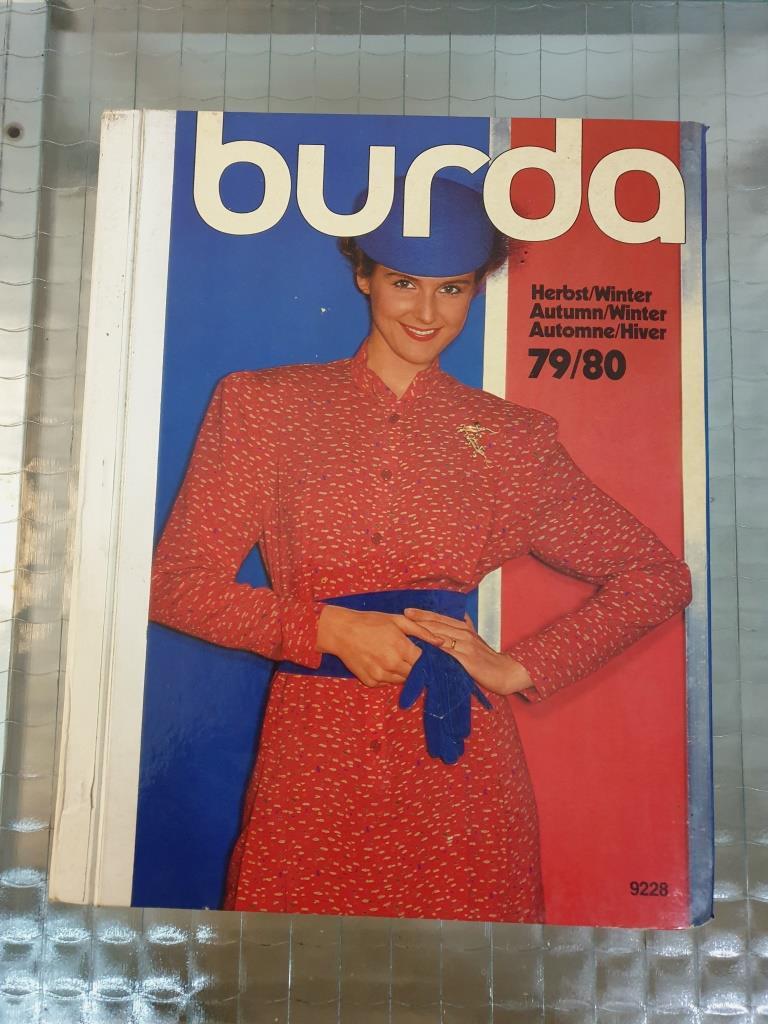 burda
Herbst/Winter
Autumn/Winter
Automne/Hiver
79/80
9228